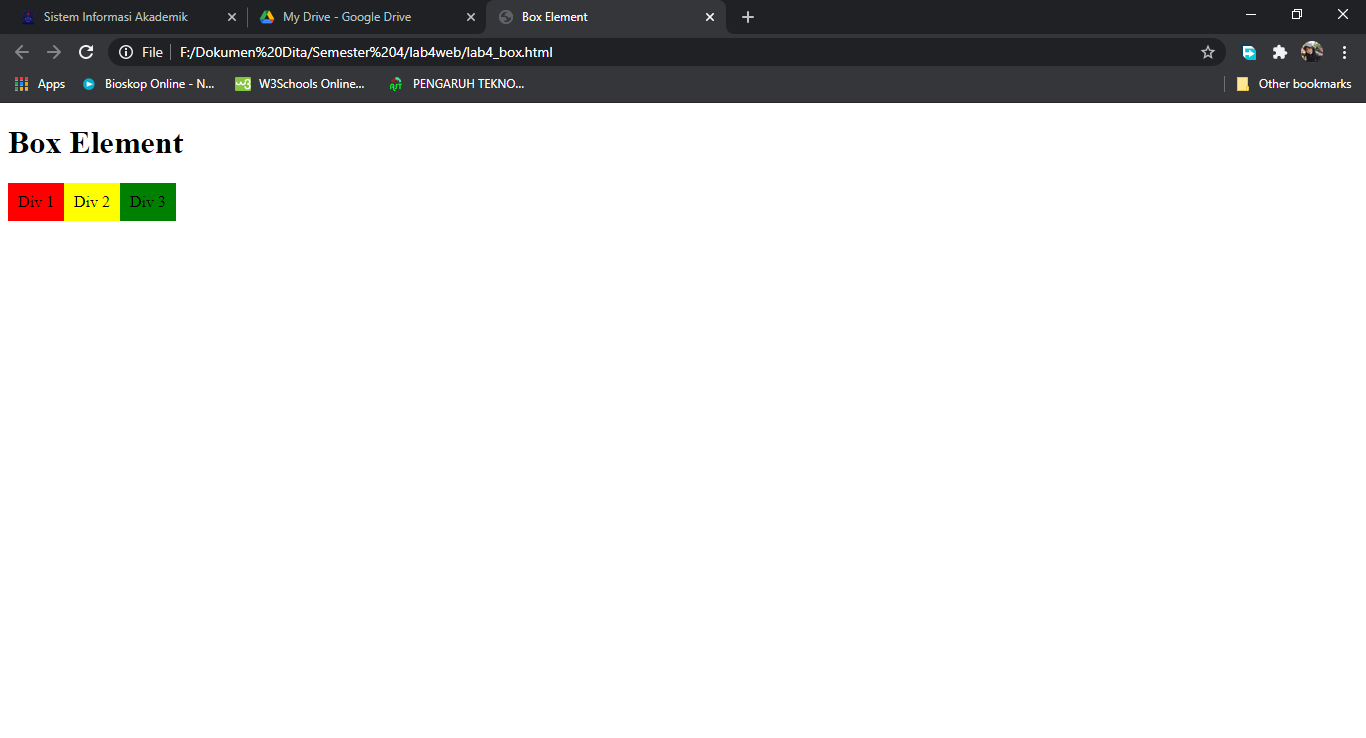 Sistem Informasi Akademik
My Drive - Google Drive
Box Element
File
F:/Dokumen%20Dita/Semester%204/lab4web/lab4_box.html
Apps
Bioskop Online - N...
W3Schools Online...
PENGARUH TEKNO...
Other bookmarks
Box Element
Div 1 Div 2 Div 3